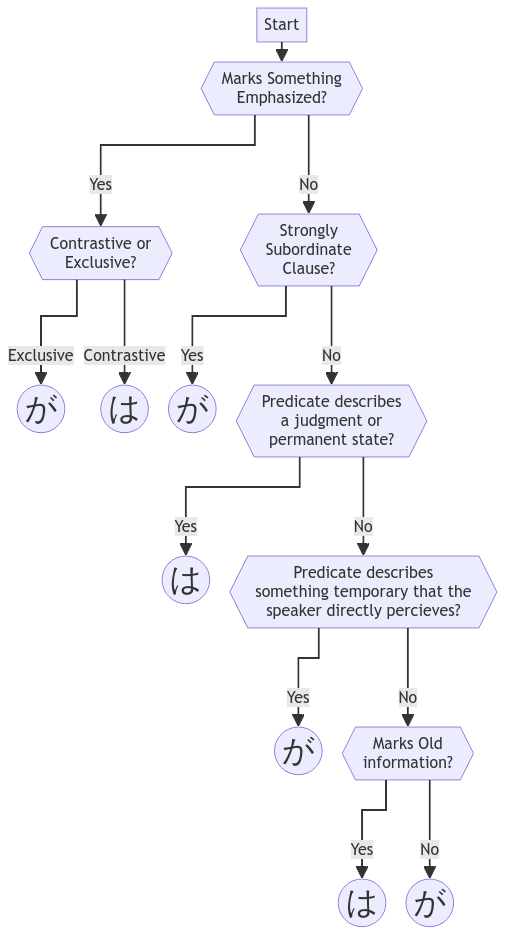 Start
Marks Something
Emphasized?
Yes
No
Contrastive or
Exclusive?
Strongly
Subordinate
Clause?
Exclusive
Contrastive
Yes
No
が
は
が
Predicate describes
a judgment or
permanent state?
Yes
No
は
Predicate describes
something temporary that the
speaker directly percieves?
Yes
No
が
Marks Old
information?
Yes
No
は
が